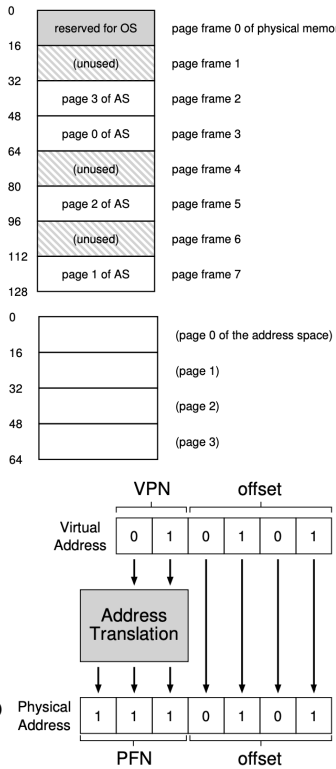 0
reserved for OS page frame 0 of physical memor
16
(unused) page frame 1
32
page 3 of AS page frame 2
48
page 0 of AS page frame 3
64
(unused) page frame 4
80
page 2 of AS page frame 5
96
(unused) page frame 6
112
page 1 of AS page frame 7
128
0
(page 0 of the address space)
16
(page 1)
32
(page 2)
48
(page 3)
64
VPN offset
Virtual
Address
0 1 0 1 0 1
Address
Translation
Physical
Address
1 1 1 0 1 0 1
PFN offset